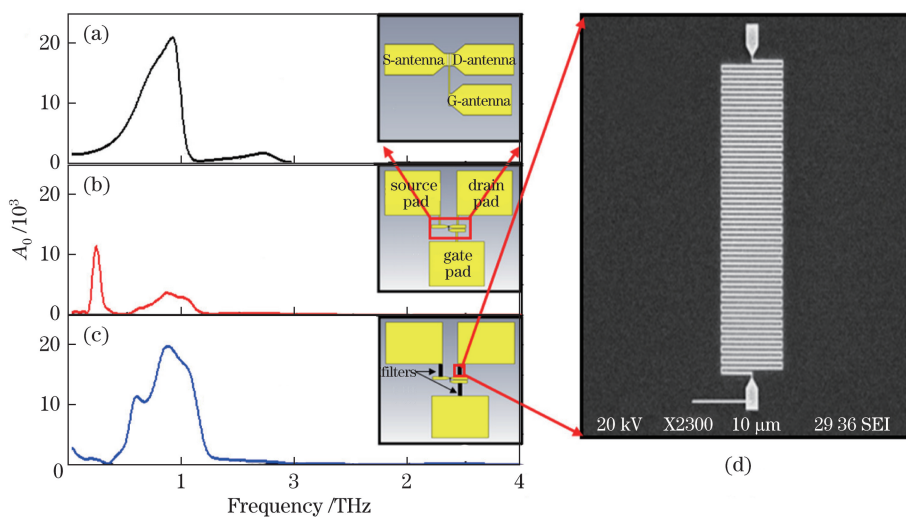 (a)
20
10
0
S-antenna D-antenna
G-antenna
(b)
20
10
0
source pad
drain pad
gate pad
A0 /10³
(c)
20
10
0
filters
1 3 2 4
Frequency /THz
20 kV X2300 10 μm 29 36 SEI
(d)